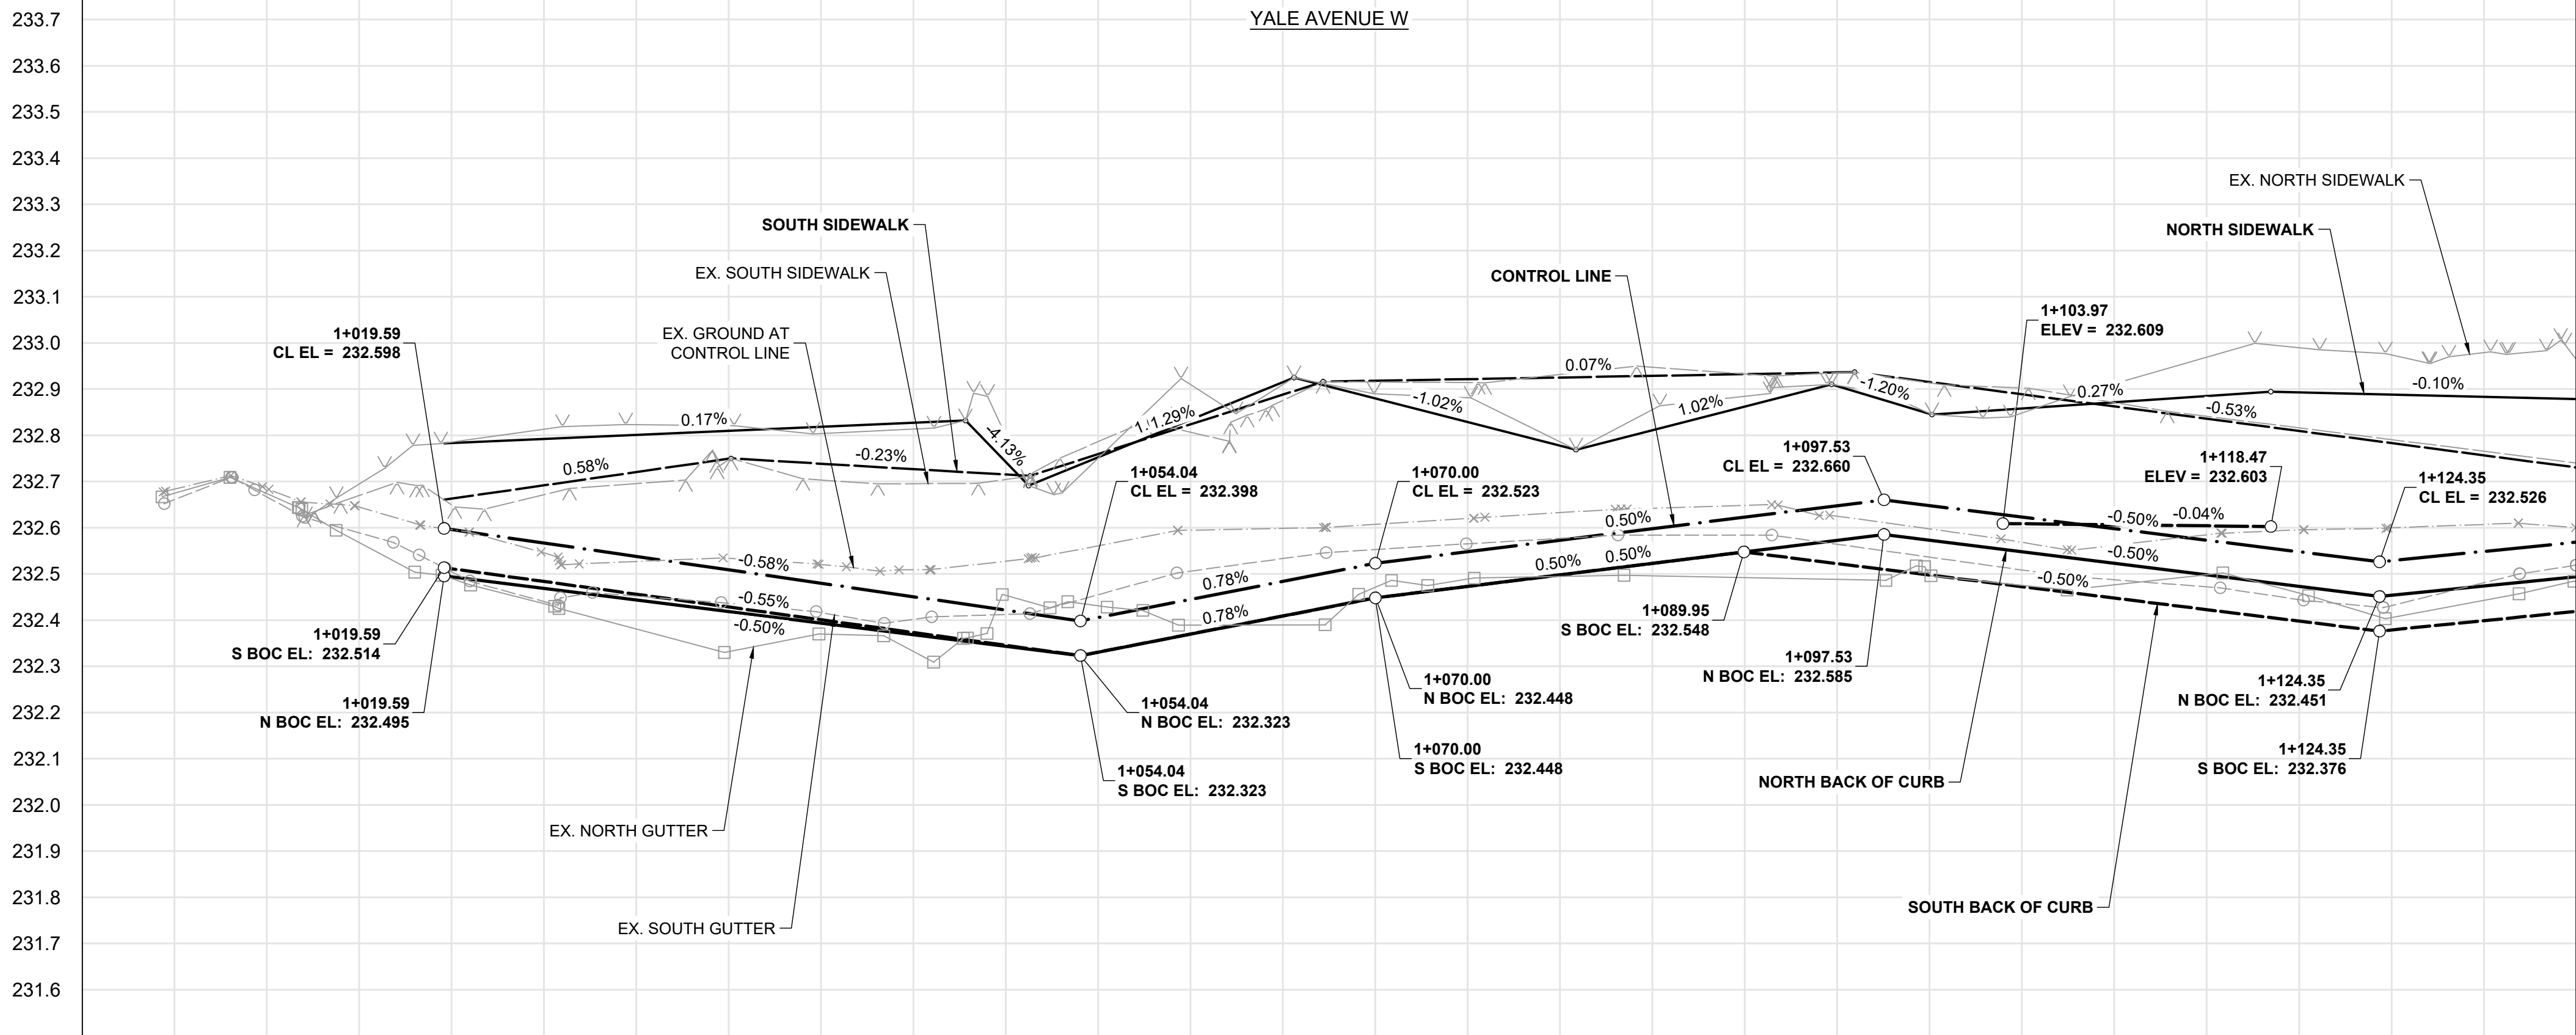 YALE AVENUE W
233.7
233.6
233.5
233.4
233.3
233.2
233.1
233.0
232.9
232.8
232.7
232.6
232.5
232.4
232.3
232.2
232.1
232.0
231.9
231.8
231.7
231.6
EX. NORTH SIDEWALK
SOUTH SIDEWALK
NORTH SIDEWALK
EX. SOUTH SIDEWALK
CONTROL LINE
1+103.97
ELEV = 232.609
1+019.59
CL EL = 232.598
EX. GROUND AT
CONTROL LINE
0.07%
0.27%
-0.10%
0.17%
-4.13%
1.29%
-1.02%
1.02%
-1.20%
-0.53%
0.58%
-0.23%
1+054.04
CL EL = 232.398
1+070.00
CL EL = 232.523
1+097.53
CL EL = 232.660
1+118.47
ELEV = 232.603
1+124.35
CL EL = 232.526
0.50%
-0.50%
-0.04%
-0.58%
0.78%
0.50%
0.50%
-0.50%
-0.50%
-0.55%
-0.50%
0.78%
1+019.59
S BOC EL: 232.514
1+019.59
N BOC EL: 232.495
1+054.04
N BOC EL: 232.323
1+054.04
S BOC EL: 232.323
1+070.00
N BOC EL: 232.448
1+070.00
S BOC EL: 232.448
1+089.95
S BOC EL: 232.548
1+097.53
N BOC EL: 232.585
1+124.35
N BOC EL: 232.451
1+124.35
S BOC EL: 232.376
NORTH BACK OF CURB
EX. NORTH GUTTER
SOUTH BACK OF CURB
EX. SOUTH GUTTER